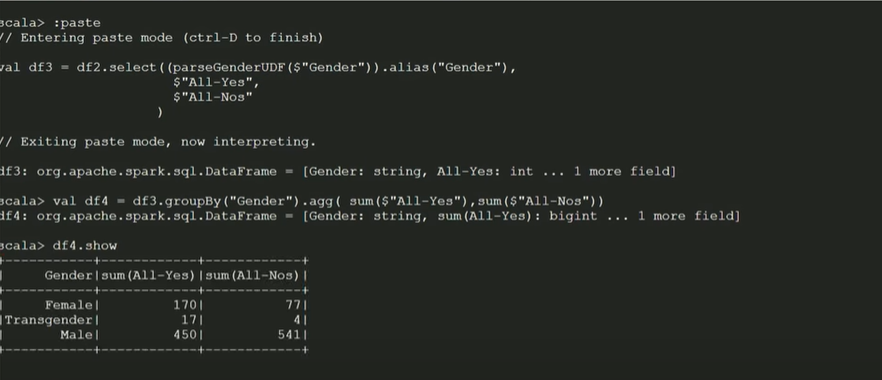 scala> :paste
// Entering paste mode (ctrl-D to finish)
val df3 = df2.select((parseGenderUDF($"Gender")).alias("Gender"),
$"All-Yes",
$"All-Nos"
)
// Exiting paste mode, now interpreting.
df3: org.apache.spark.sql.DataFrame = [Gender: string, All-Yes: int ... 1 more field]
scala> val df4 = df3.groupBy("Gender").agg( sum($"All-Yes"),sum($"All-Nos"))
df4: org.apache.spark.sql.DataFrame = [Gender: string, sum(All-Yes): bigint ... 1 more field]
scala> df4.show
+-----------+------------+------------+
|     Gender|sum(All-Yes)|sum(All-Nos)|
+-----------+------------+------------+
|     Female|         170|          77|
|Transgender|          17|           4|
|       Male|         450|         541|
+-----------+------------+------------+